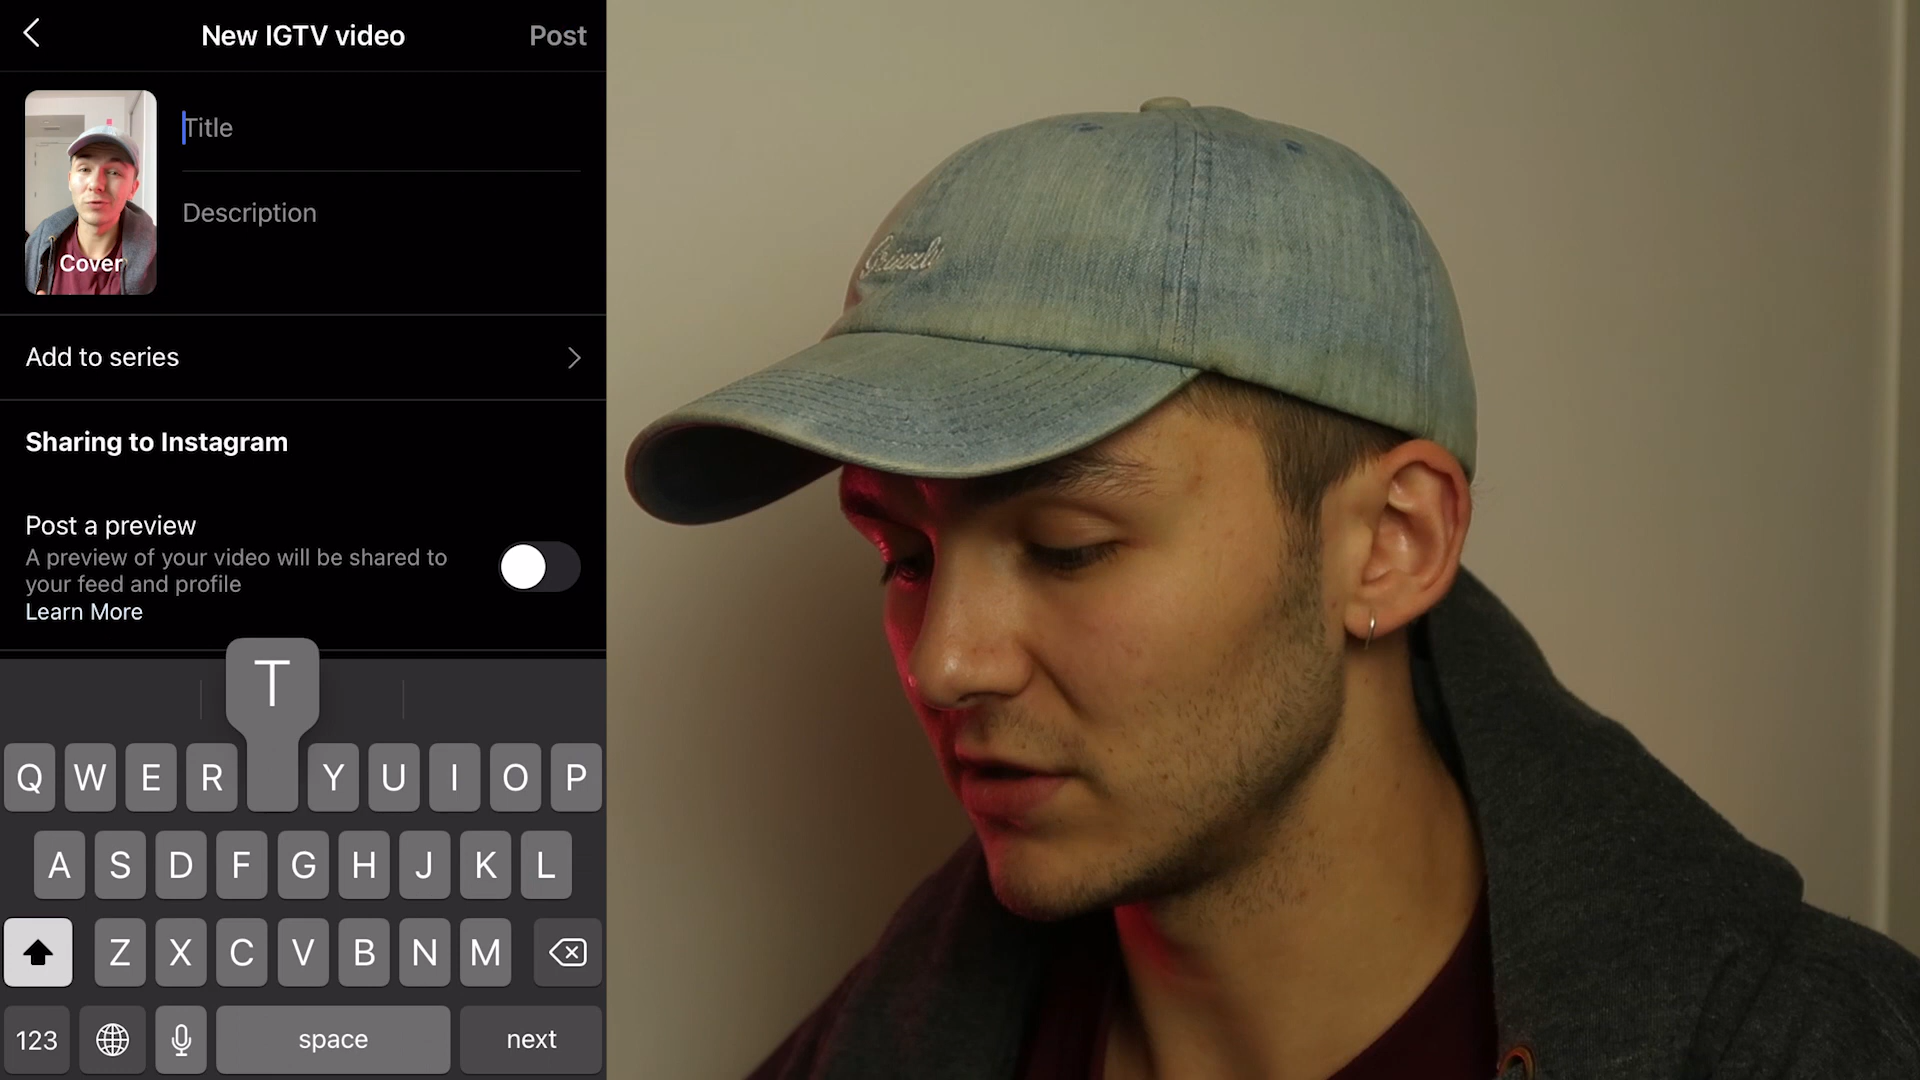 New IGTV video
Post
Title
Description
Cover
Add to series
Sharing to Instagram
Post a preview
A preview of your video will be shared to
your feed and profile
Learn More
T
Q W E R Y U I O P
A S D F G H J K L
Z X C V B N M
123
space
next